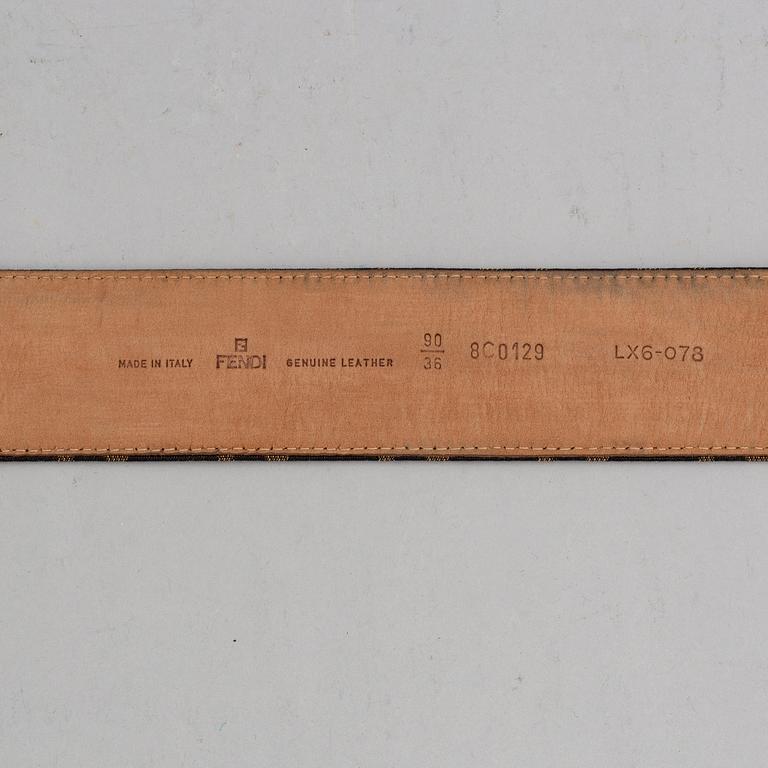 MADE IN ITALY
F
FENDI
GENUINE LEATHER
90
36
8C0129
LX6-078